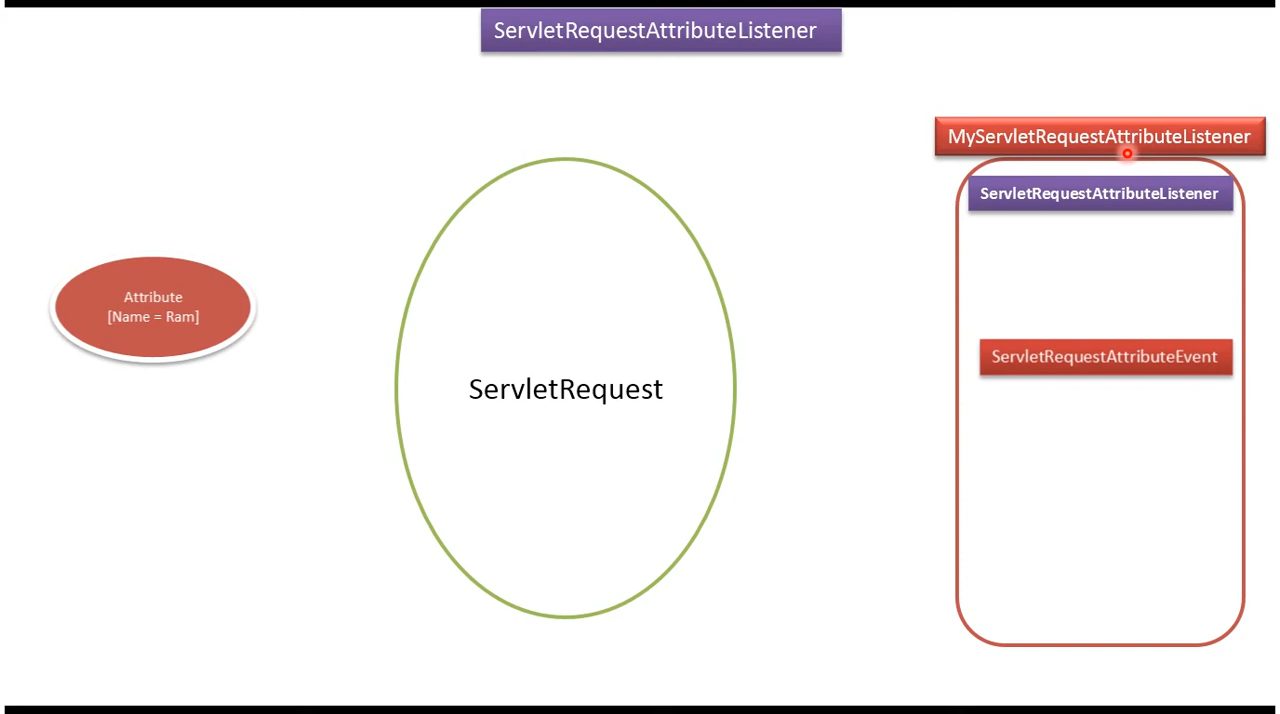 ServletRequestAttributeListener
MyServletRequestAttributeListener
ServletRequestAttributeListener
Attribute
[Name = Ram]
ServletRequestAttributeEvent
ServletRequest